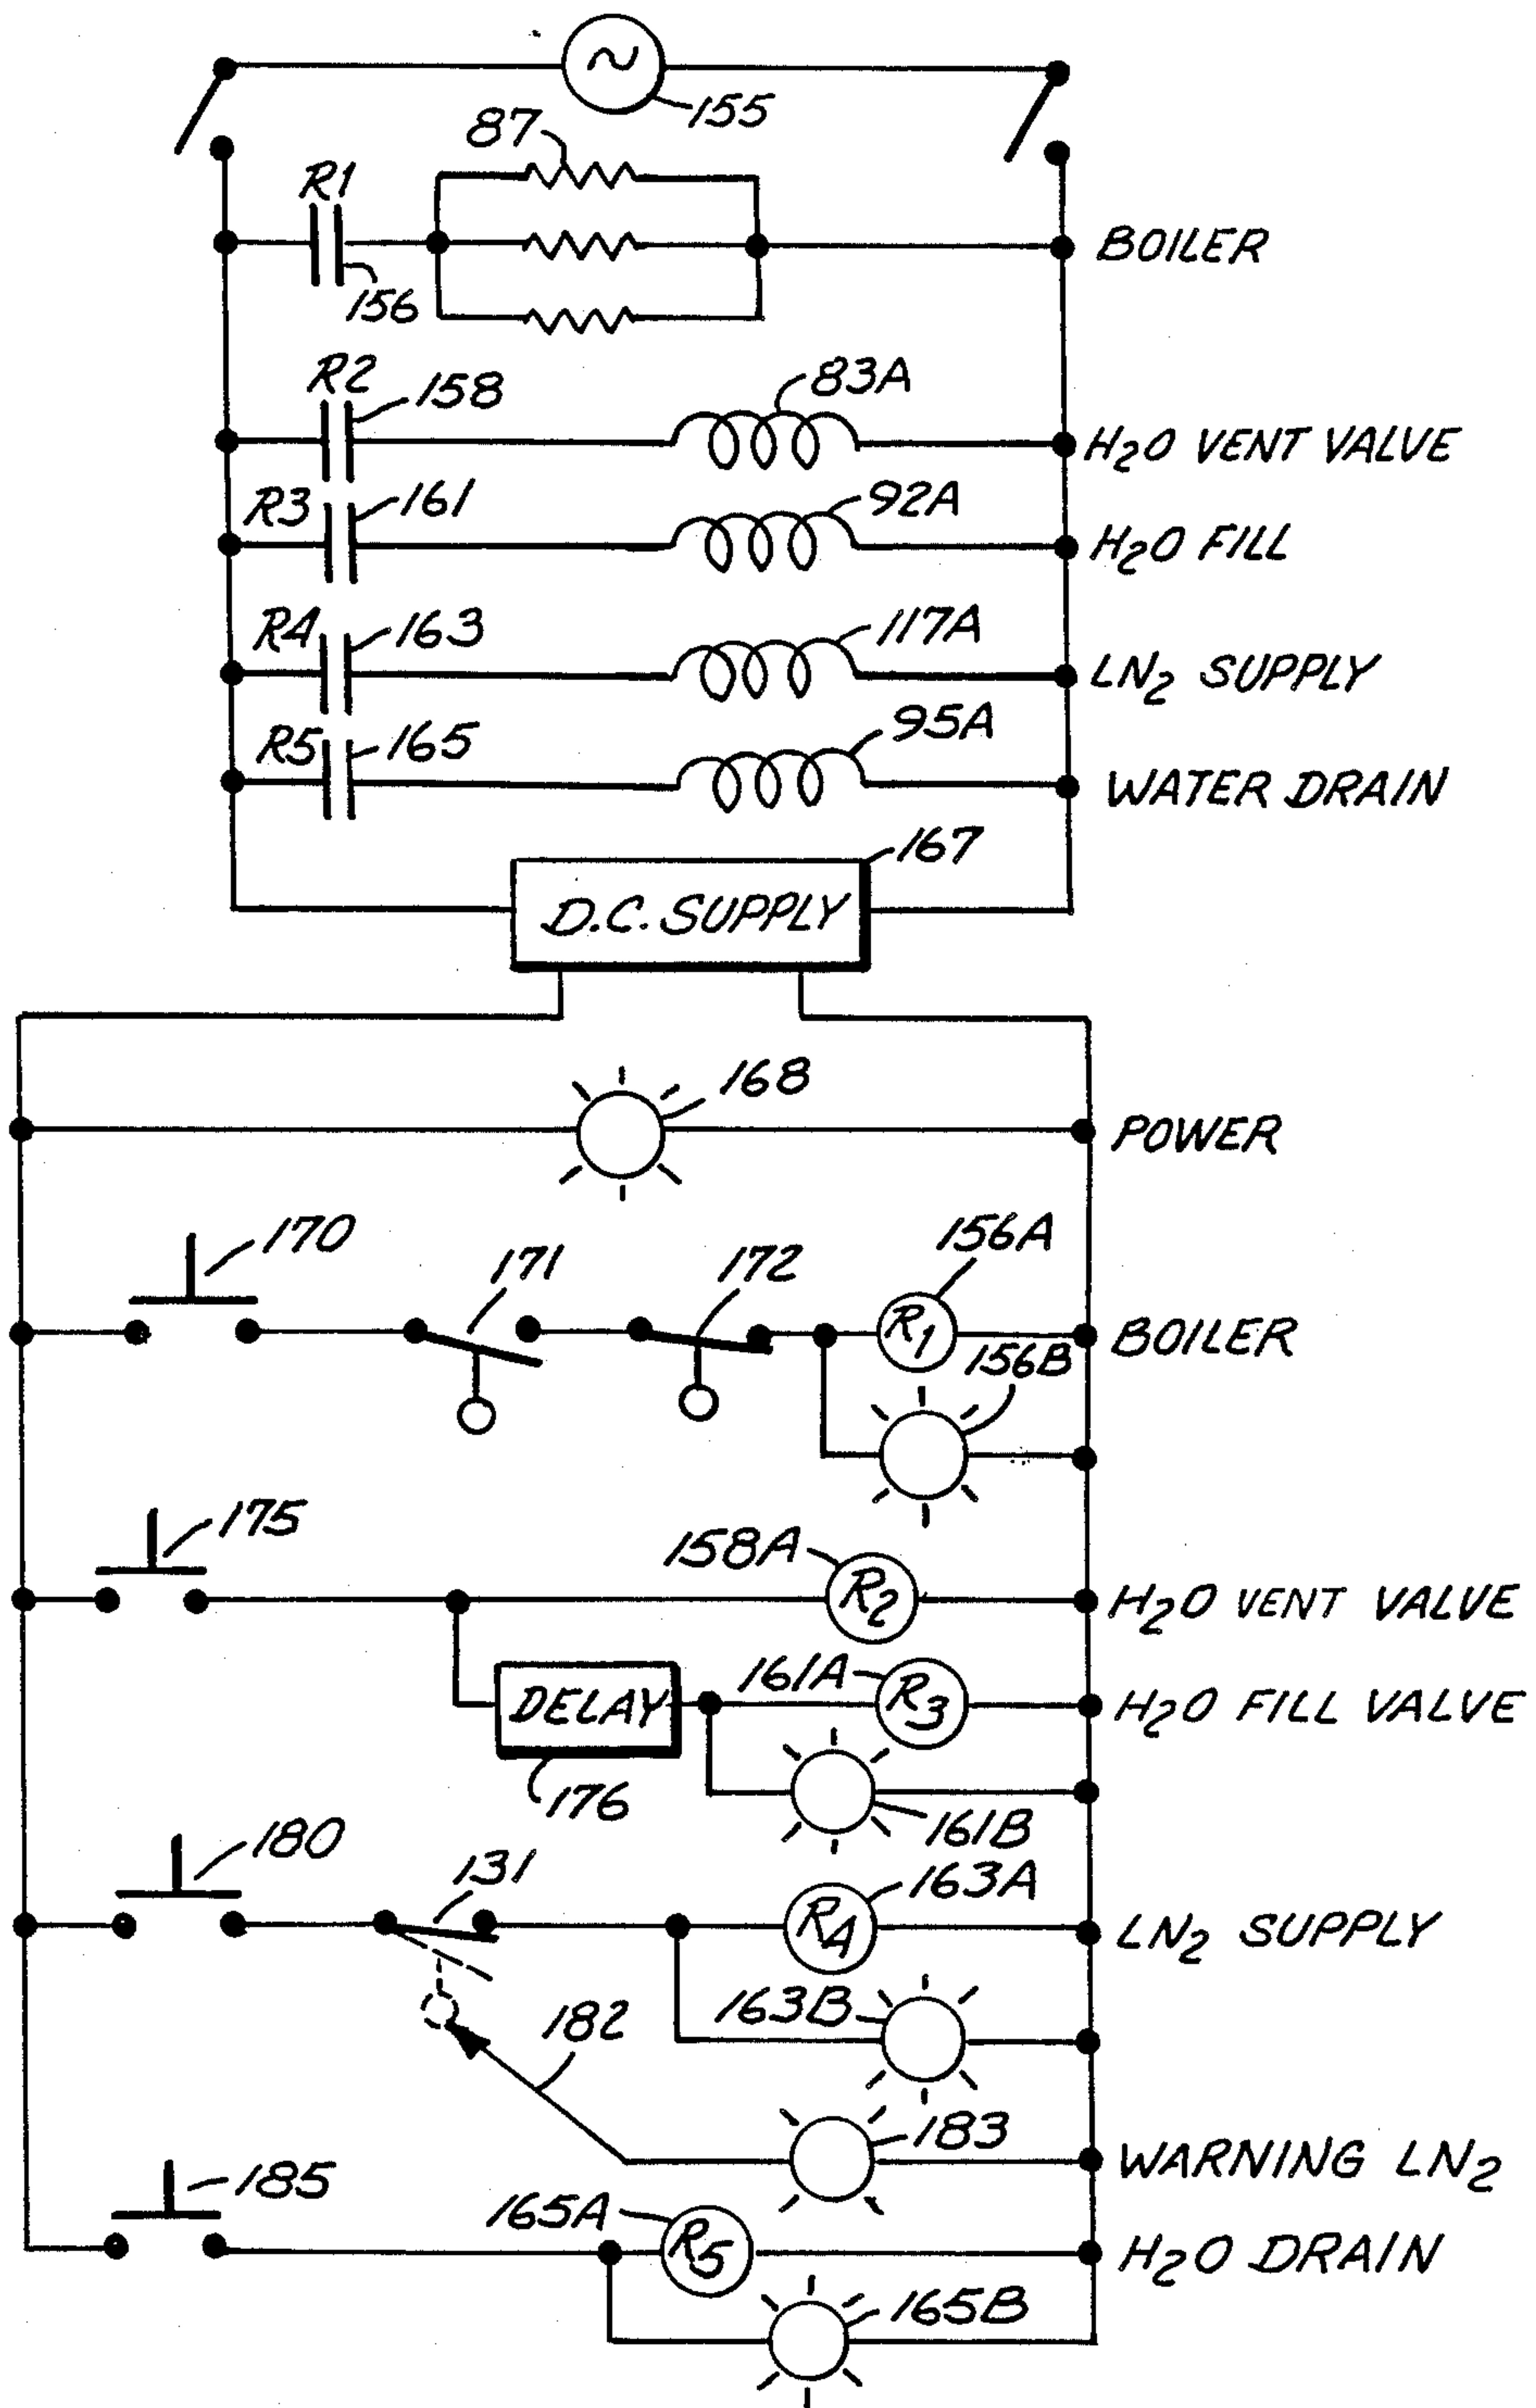 155
87
R1
156
BOILER
R2
158
83A
H2O VENT VALVE
R3
161
92A
H2O FILL
R4
163
117A
LN2 SUPPLY
R5
165
95A
WATER DRAIN
167
D.C. SUPPLY
168
POWER
170
171
172
156A
R1
BOILER
156B
175
158A
R2
H2O VENT VALVE
161A
DELAY
R3
H2O FILL VALVE
176
161B
180
131
163A
R4
LN2 SUPPLY
163B
182
183
WARNING LN2
185
165A
R5
H2O DRAIN
165B